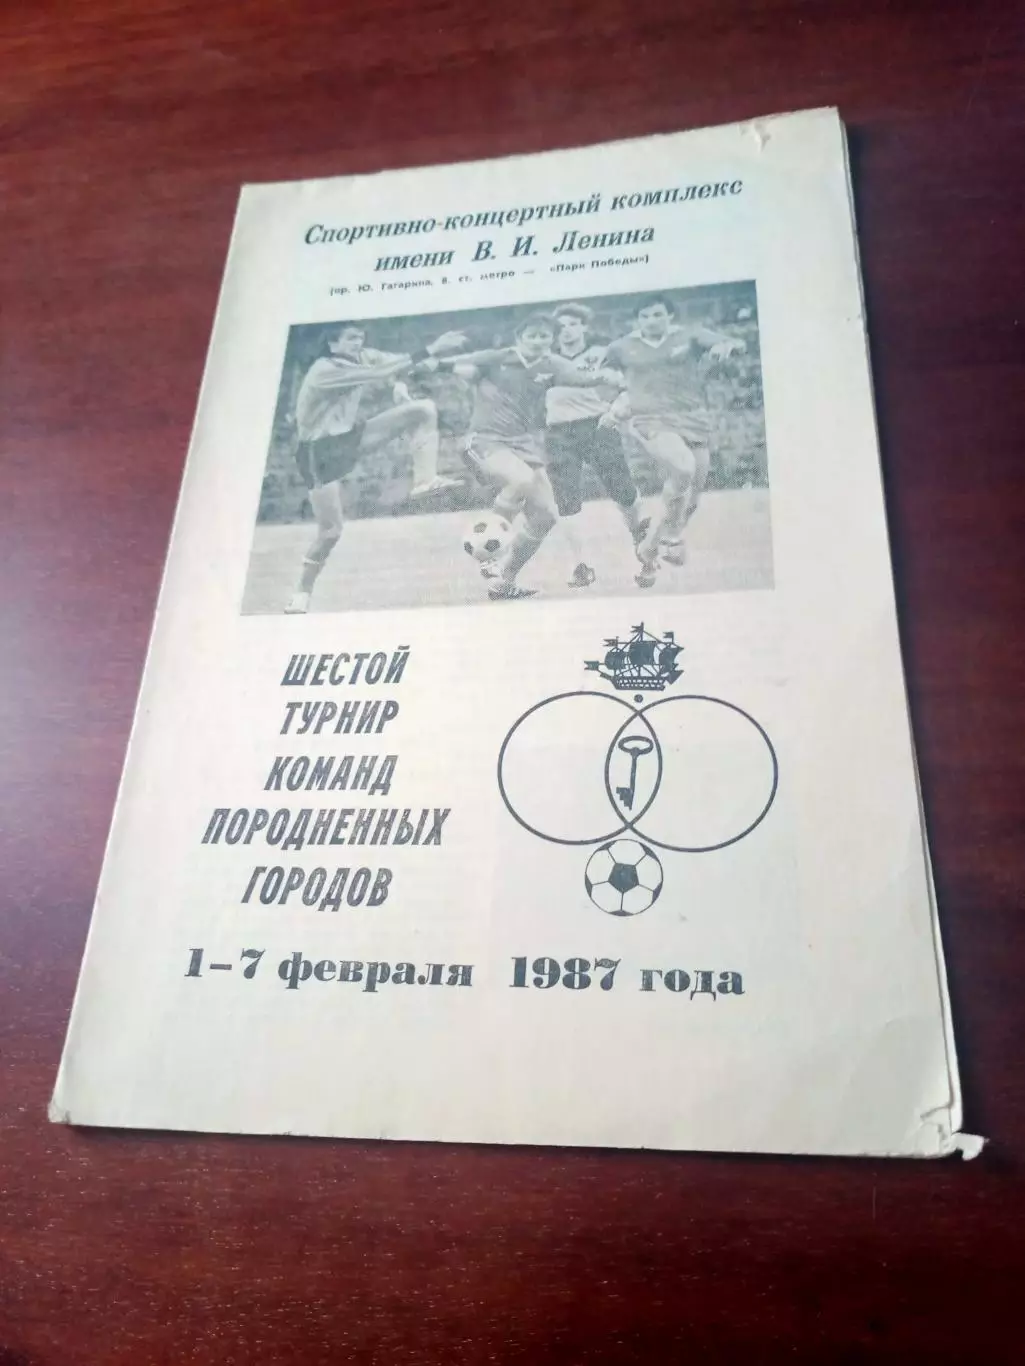 Спортивно-концертный комплекс
имени В. И. Ленина
(пр. Ю. Гагарина, 8. ст. метро — «Парк Победы»)
ШЕСТОЙ
ТУРНИР
КОМАНД
ПОРОДНЕННЫХ
ГОРОДОВ
1–7 февраля 1987 года